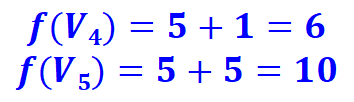 f(V₄) = 5 + 1 = 6
f(V₅) = 5 + 5 = 10